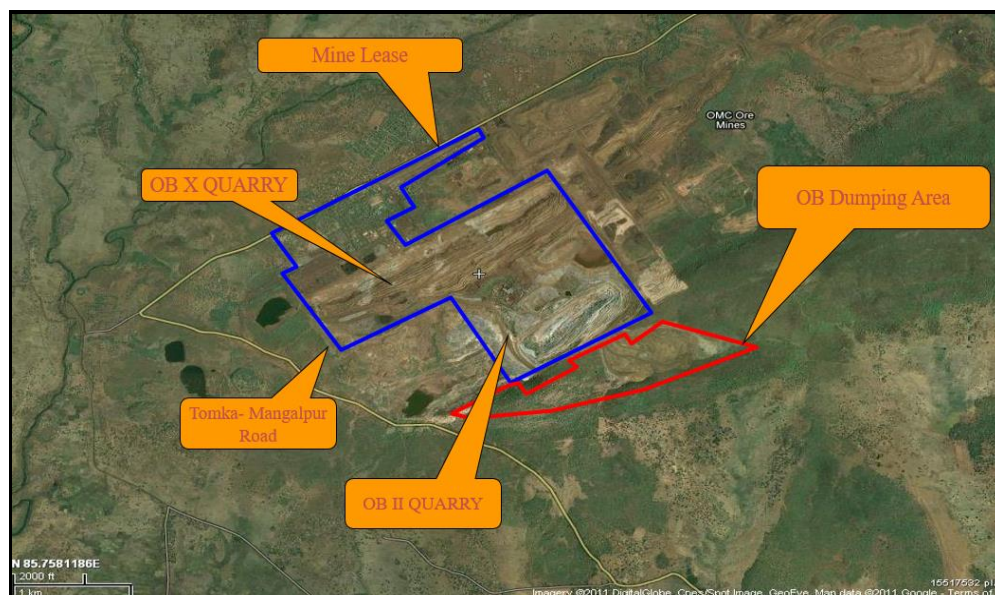 Mine Lease
OMC Ore
Mines
OB X QUARRY
OB Dumping Area
Tomka- Mangalpur
Road
OB II QUARRY
N 85.7581186E
2000 ft
1 km
15517532 pl.
Imagery ©2011 DigitalGlobe, Cnes/Spot Image, GeoEye, Map data ©2011 Google - Terms of